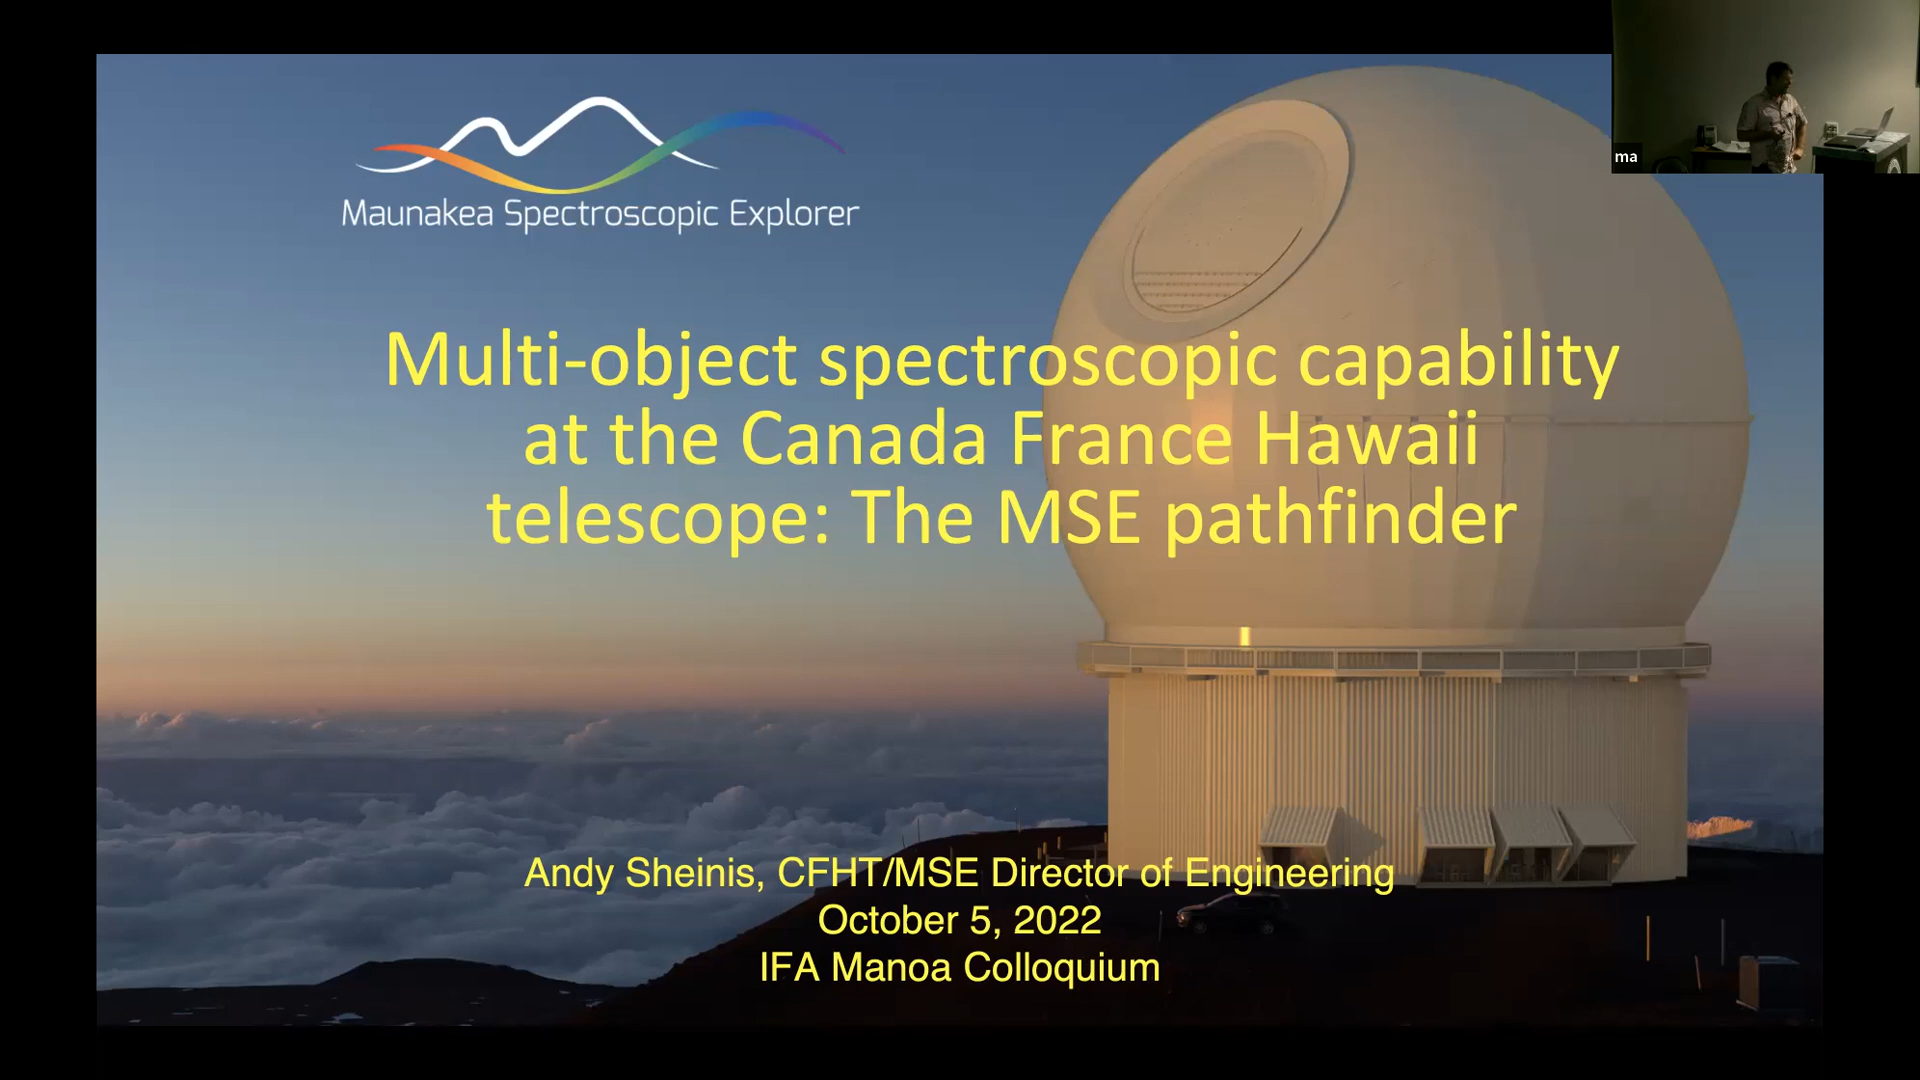 ma
Maunakea Spectroscopic Explorer
Multi-object spectroscopic capability
at the Canada France Hawaii
telescope: The MSE pathfinder
Andy Sheinis, CFHT/MSE Director of Engineering
October 5, 2022
IFA Manoa Colloquium